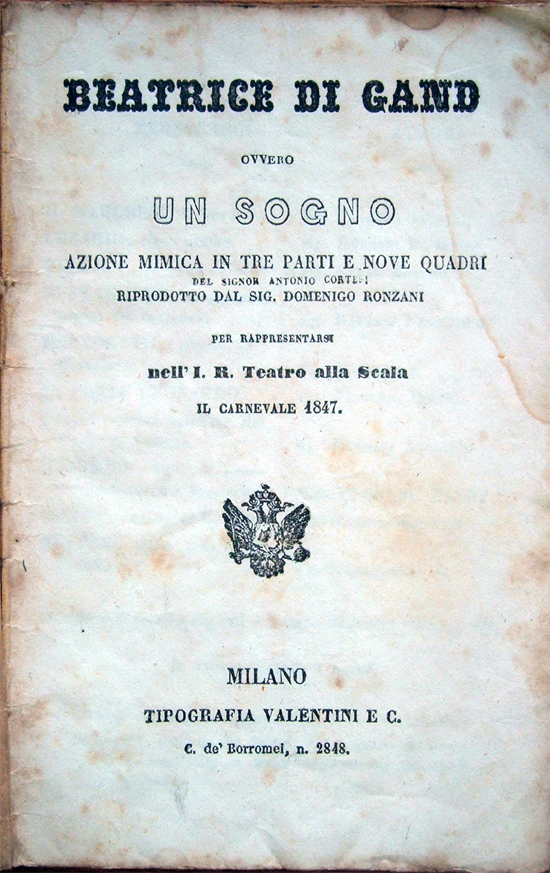 BEATRICE DI GAND
OVVERO
UN SOGNO
AZIONE MIMICA IN TRE PARTI E NOVE QUADRI
DEL SIGNOR ANTONIO CORTESI
RIPRODOTTO DAL SIG. DOMENIGO RONZANI
PER RAPPRESENTARSI
nell' I. R. Teatro alla Scala
IL CARNEVALE 1847.
MILANO
TIPOGRAFIA VALENTINI E C.
C. de' Borromei, n. 2848.